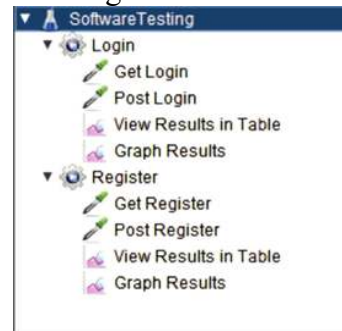 SoftwareTesting
Login
Get Login
Post Login
View Results in Table
Graph Results
Register
Get Register
Post Register
View Results in Table
Graph Results